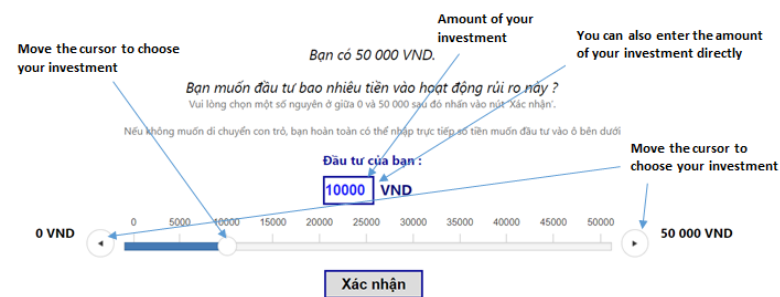 Amount of your
investment
You can also enter the amount
of your investment directly
Move the cursor to choose
your investment
Bạn có 50 000 VND.
Bạn muốn đầu tư bao nhiêu tiền vào hoạt động rủi ro này ?
Vui lòng chọn một số nguyên ở giữa 0 và 50 000 sau đó nhấn vào nút 'Xác nhận'.
Nếu không muốn di chuyển con trỏ, bạn hoàn toàn có thể nhập trực tiếp số tiền muốn đầu tư vào ô bên dưới
Move the cursor to
choose your investment
Đầu tư của bạn :
10000 VND
0 5000 10000 15000 20000 25000 30000 35000 40000 45000 50000
0 VND
50 000 VND
Xác nhận